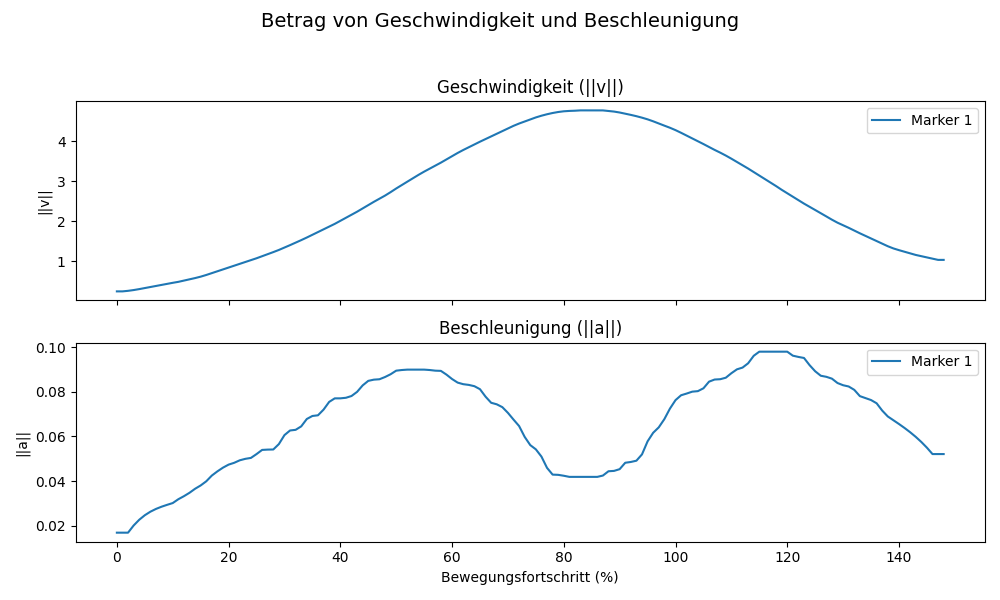 Betrag von Geschwindigkeit und Beschleunigung
Geschwindigkeit (||v||)
Marker 1
4
3
2
1
||v||
Beschleunigung (||a||)
Marker 1
0.10
0.08
0.06
0.04
0.02
||a||
0 20 40 60 80 100 120 140
Bewegungsfortschritt (%)